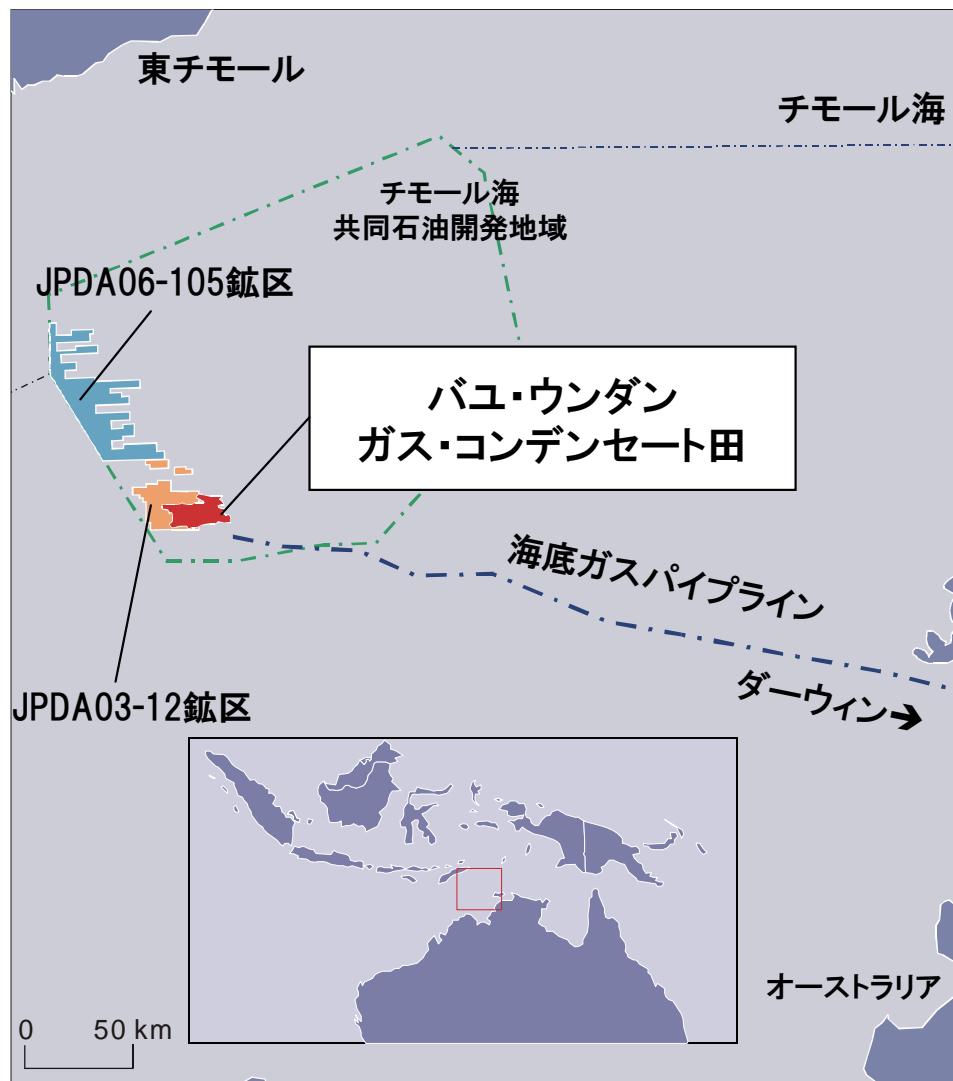 東チモール
チモール海
チモール海
共同石油開発地域
JPDA06-105鉱区
バユ・ウンダン
ガス・コンデンセート田
海底ガスパイプライン
ダーウィン→
JPDA03-12鉱区
オーストラリア
0 50 km